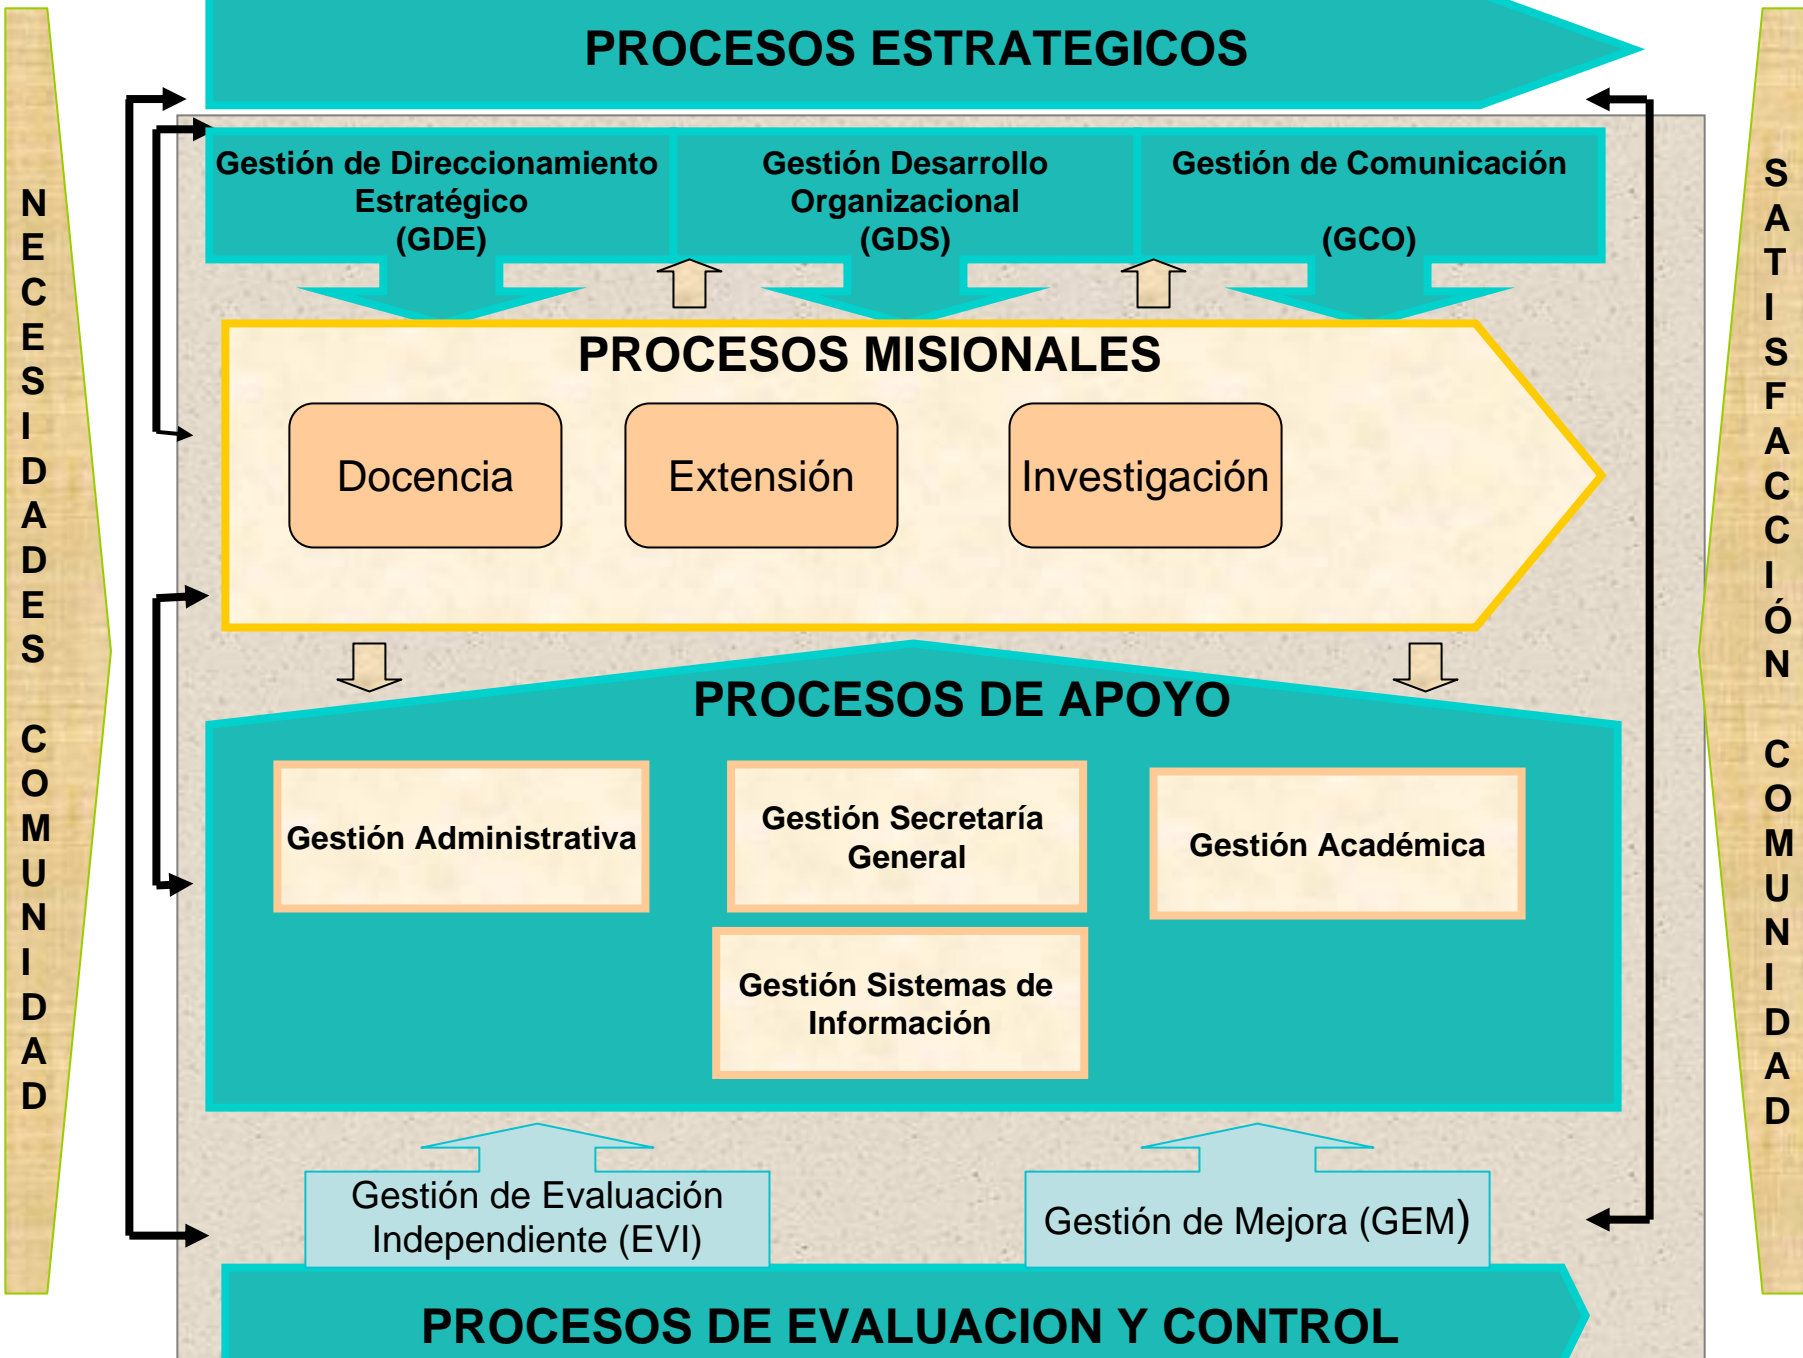 PROCESOS ESTRATEGICOS
Gestión de Direccionamiento
Estratégico
(GDE)
Gestión Desarrollo
Organizacional
(GDS)
Gestión de Comunicación
(GCO)
NECESIDADES COMUNIDAD
PROCESOS MISIONALES
Docencia
Extensión
Investigación
PROCESOS DE APOYO
Gestión Administrativa
Gestión Secretaría
General
Gestión Académica
Gestión Sistemas de
Información
Gestión de Evaluación
Independiente (EVI)
Gestión de Mejora (GEM)
PROCESOS DE EVALUACION Y CONTROL
SATISFACCIÓN COMUNIDAD